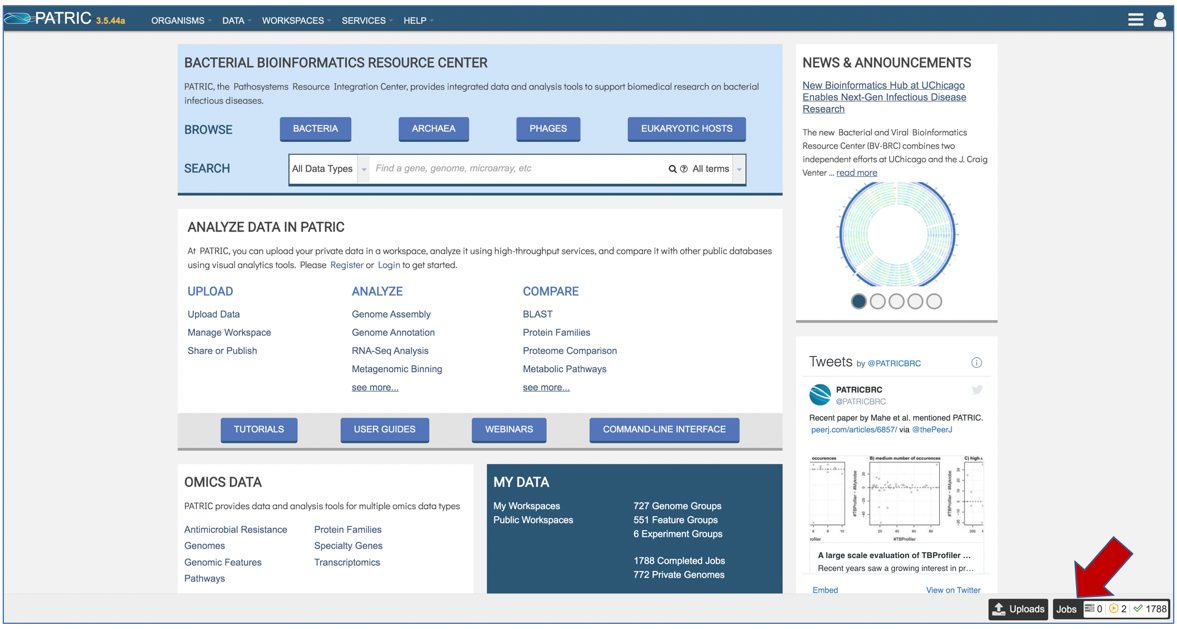 PATRIC 3.5.44a ORGANISMS DATA WORKSPACES SERVICES HELP
BACTERIAL BIOINFORMATICS RESOURCE CENTER
PATRIC, the Pathosystems Resource Integration Center, provides integrated data and analysis tools to support biomedical research on bacterial
infectious diseases.
BROWSE BACTERIA ARCHAEA PHAGES EUKARYOTIC HOSTS
SEARCH All Data Types Find a gene, genome, microarray, etc All terms
ANALYZE DATA IN PATRIC
At PATRIC, you can upload your private data in a workspace, analyze it using high-throughput services, and compare it with other public databases
using visual analytics tools. Please Register or Login to get started.
UPLOAD
Upload Data
Manage Workspace
Share or Publish
ANALYZE
Genome Assembly
Genome Annotation
RNA-Seq Analysis
Metagenomic Binning
see more...
COMPARE
BLAST
Protein Families
Proteome Comparison
Metabolic Pathways
see more...
TUTORIALS USER GUIDES WEBINARS COMMAND-LINE INTERFACE
OMICS DATA
PATRIC provides data and analysis tools for multiple omics data types
Antimicrobial Resistance
Genomes
Genomic Features
Pathways
Protein Families
Specialty Genes
Transcriptomics
MY DATA
My Workspaces
Public Workspaces
727 Genome Groups
551 Feature Groups
6 Experiment Groups
1788 Completed Jobs
772 Private Genomes
NEWS & ANNOUNCEMENTS
New Bioinformatics Hub at UChicago
Enables Next-Gen Infectious Disease
Research
The new Bacterial and Viral Bioinformatics
Resource Center (BV-BRC) combines two
independent efforts at UChicago and the J. Craig
Venter ... read more
Tweets by @PATRICBRC
PATRICBRC
@PATRICBRC
Recent paper by Mahe et al. mentioned PATRIC.
peerj.com/articles/6857/ via @thePeerJ
occurences B) medium number of occurences C) high
#TBProfiler
A large scale evaluation of TBProfiler ...
Recent years saw a growing interest in pr...
Embed View on Twitter
Uploads Jobs 0 2 1788